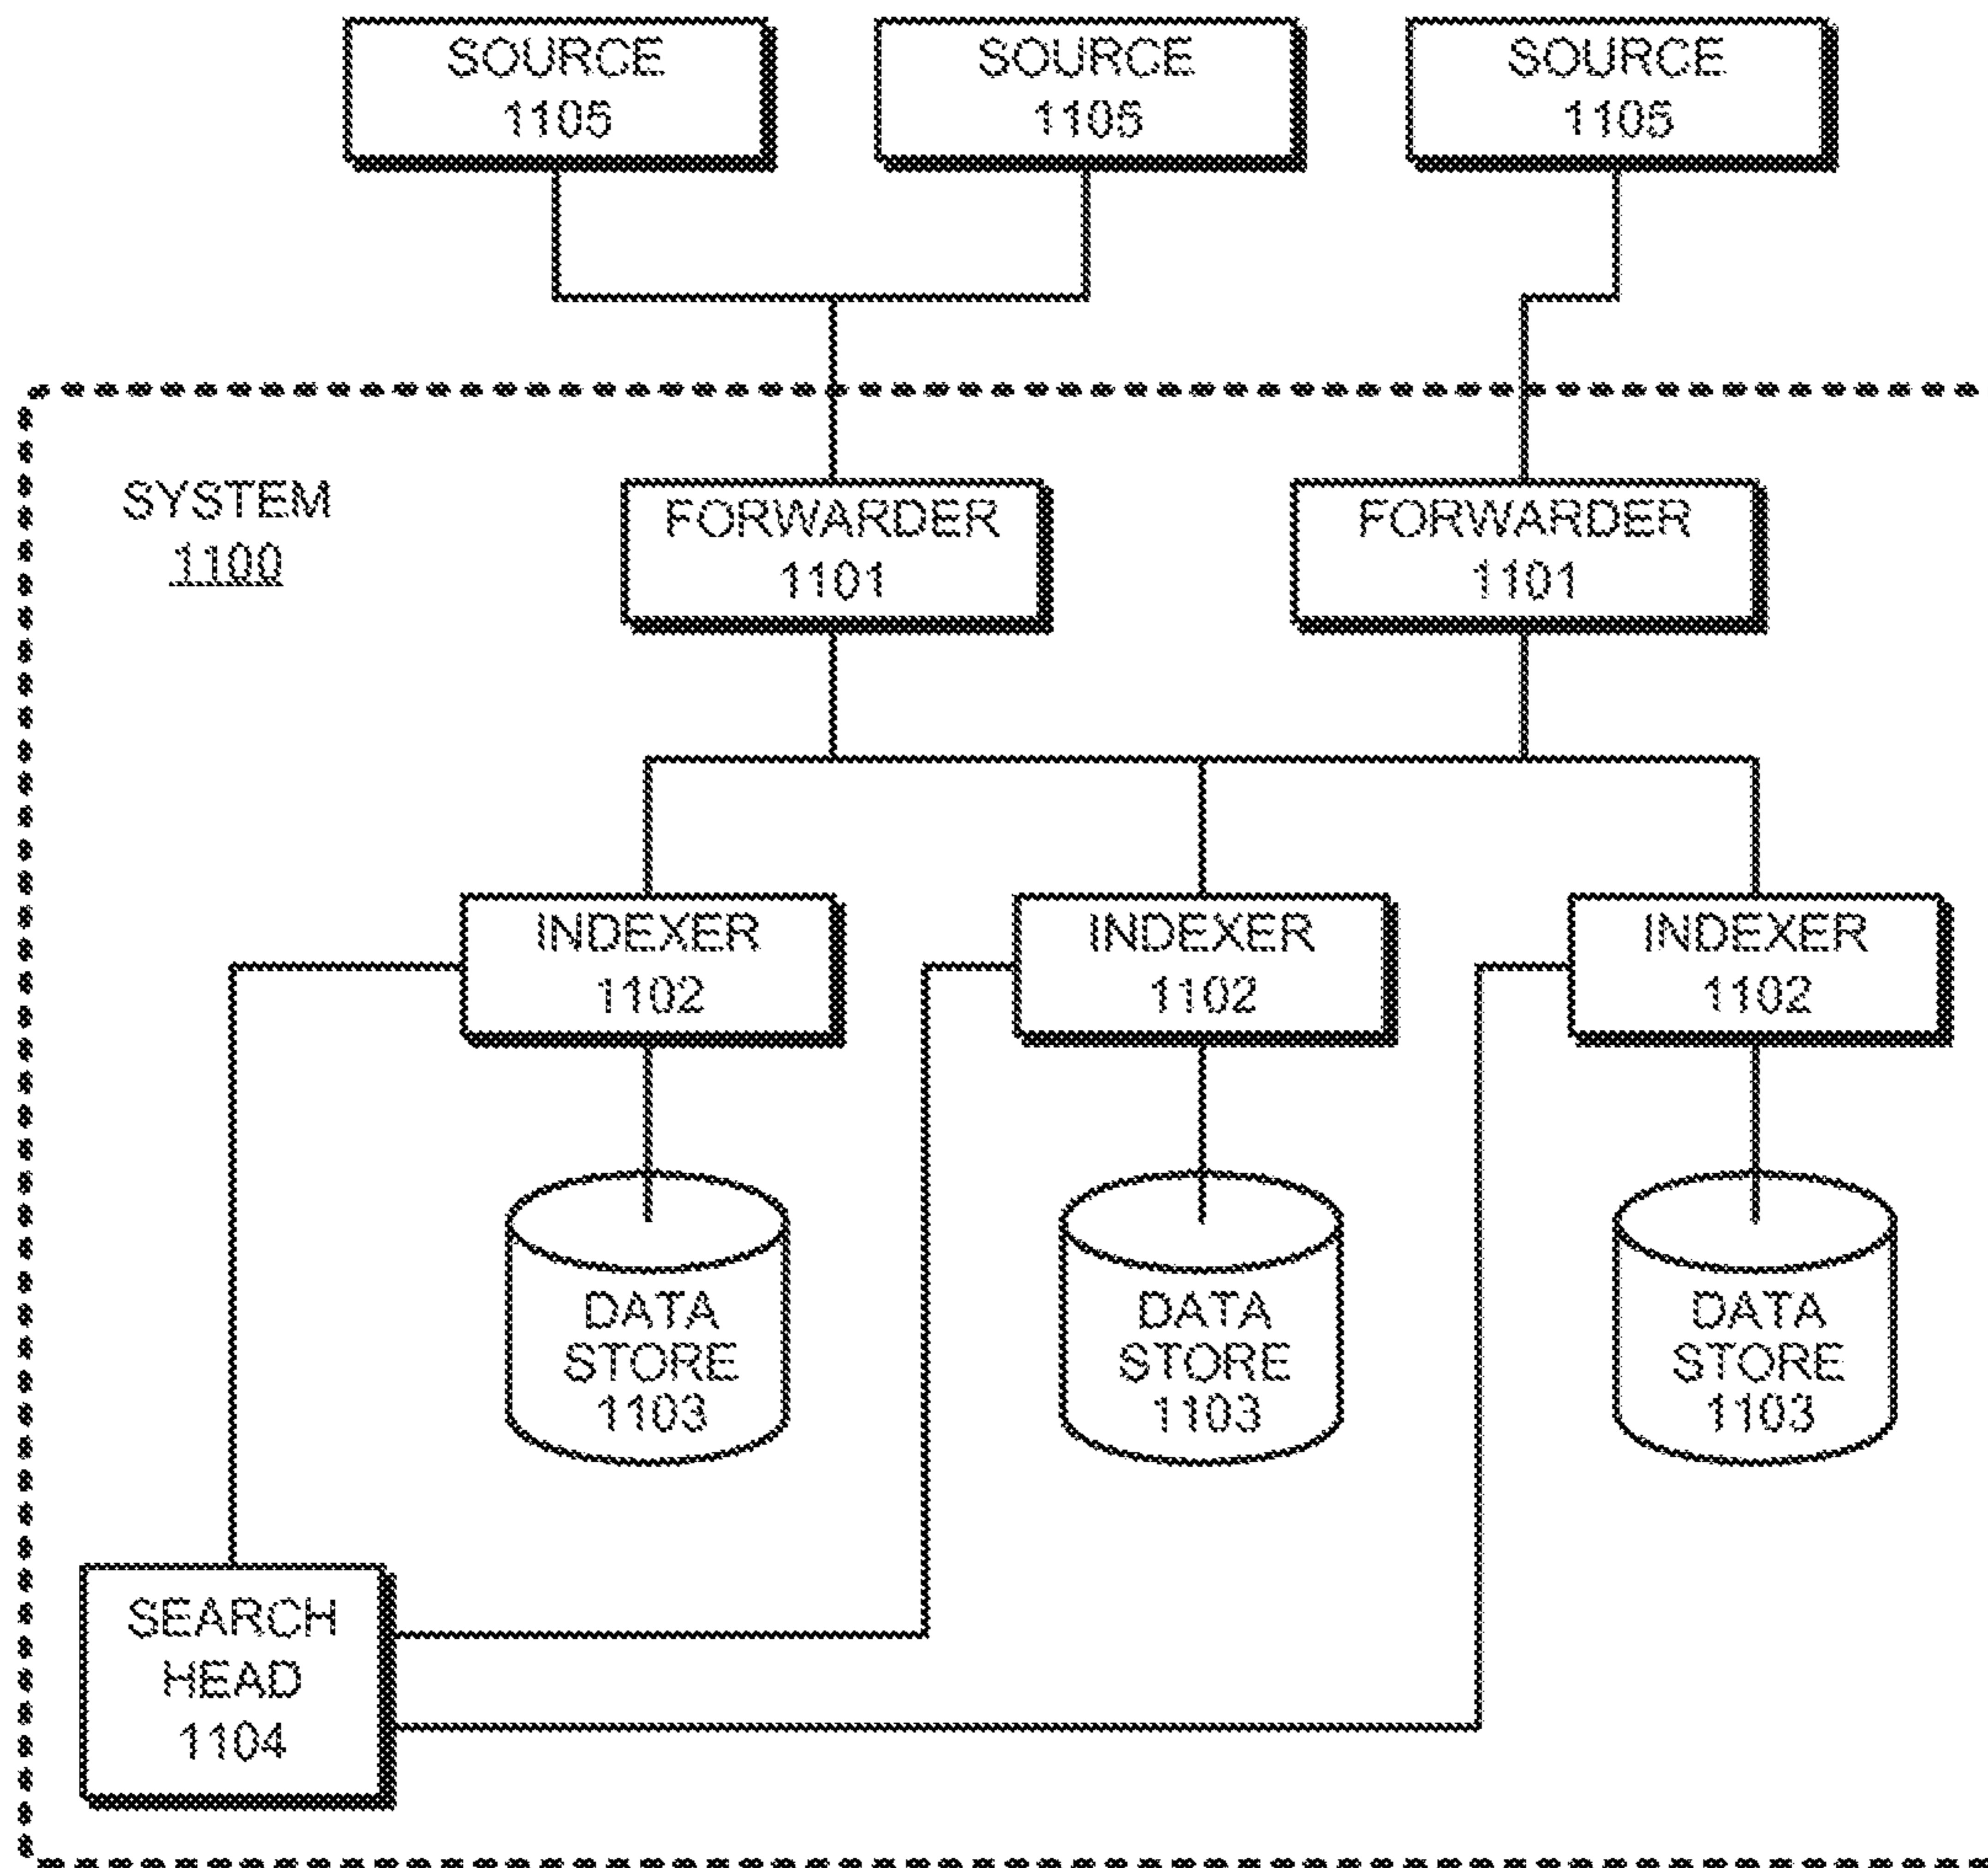 SOURCE
1105
SOURCE
1105
SOURCE
1105
SYSTEM
1100
FORWARDER
1101
FORWARDER
1101
INDEXER
1102
INDEXER
1102
INDEXER
1102
DATA
STORE
1103
DATA
STORE
1103
DATA
STORE
1103
SEARCH
HEAD
1104